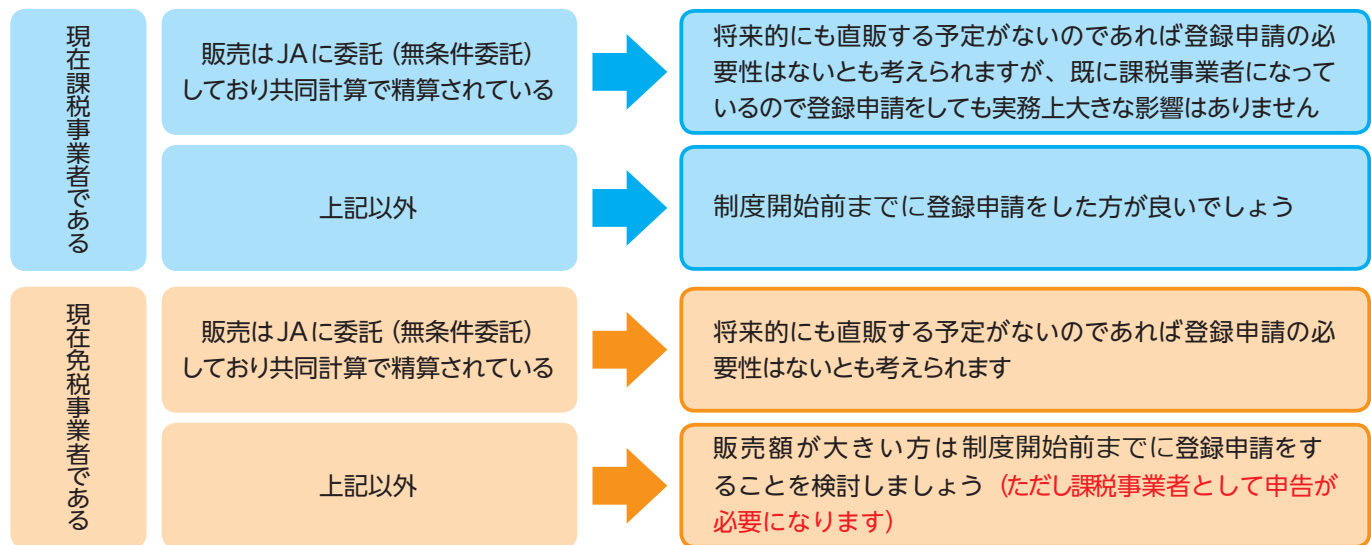 現在課税事業者である
販売はJAに委託（無条件委託）
しており共同計算で精算されている
将来的にも直販する予定がないのであれば登録申請の必
要性はないとも考えられますが、既に課税事業者になって
いるので登録申請をしても実務上大きな影響はありません
上記以外
制度開始前までに登録申請をした方が良いでしょう
現在免税事業者である
販売はJAに委託（無条件委託）
しており共同計算で精算されている
将来的にも直販する予定がないのであれば登録申請の必
要性はないとも考えられます
上記以外
販売額が大きい方は制度開始前までに登録申請をす
ることを検討しましょう（ただし課税事業者として申告が
必要になります）